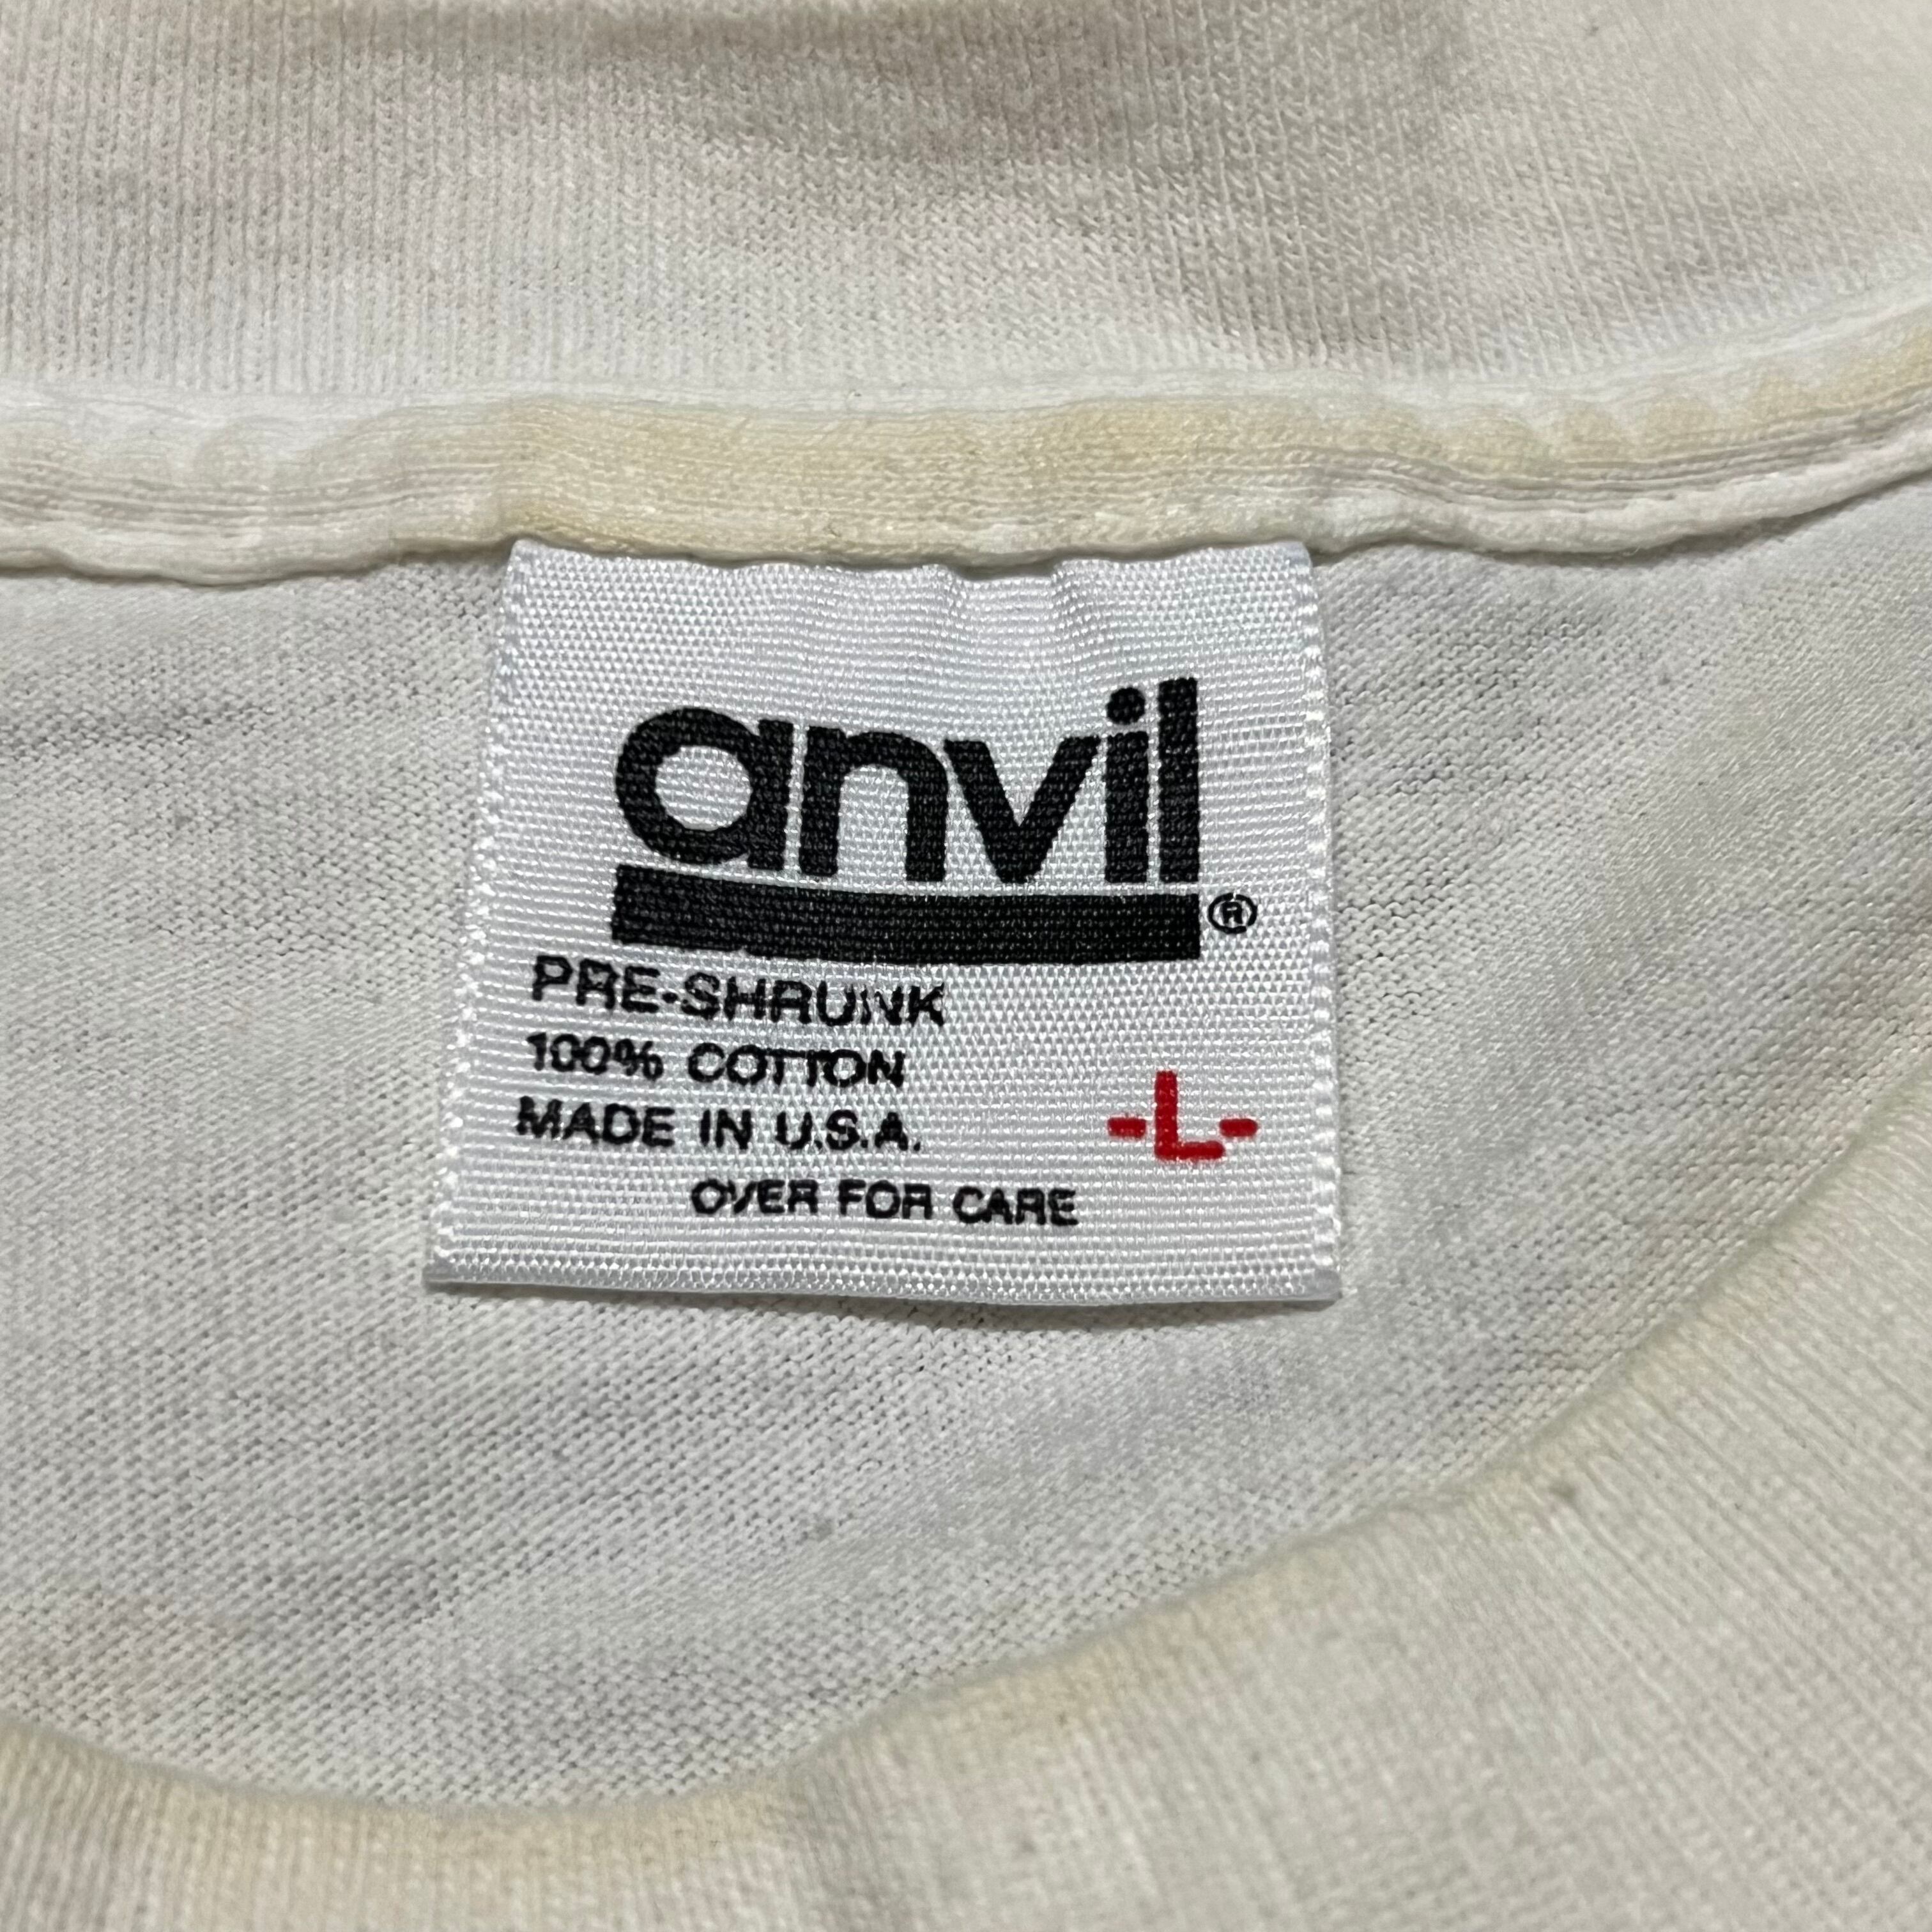 anvil®
PRE-SHRUNK
100% COTTON
MADE IN U.S.A.
-L-
OVER FOR CARE